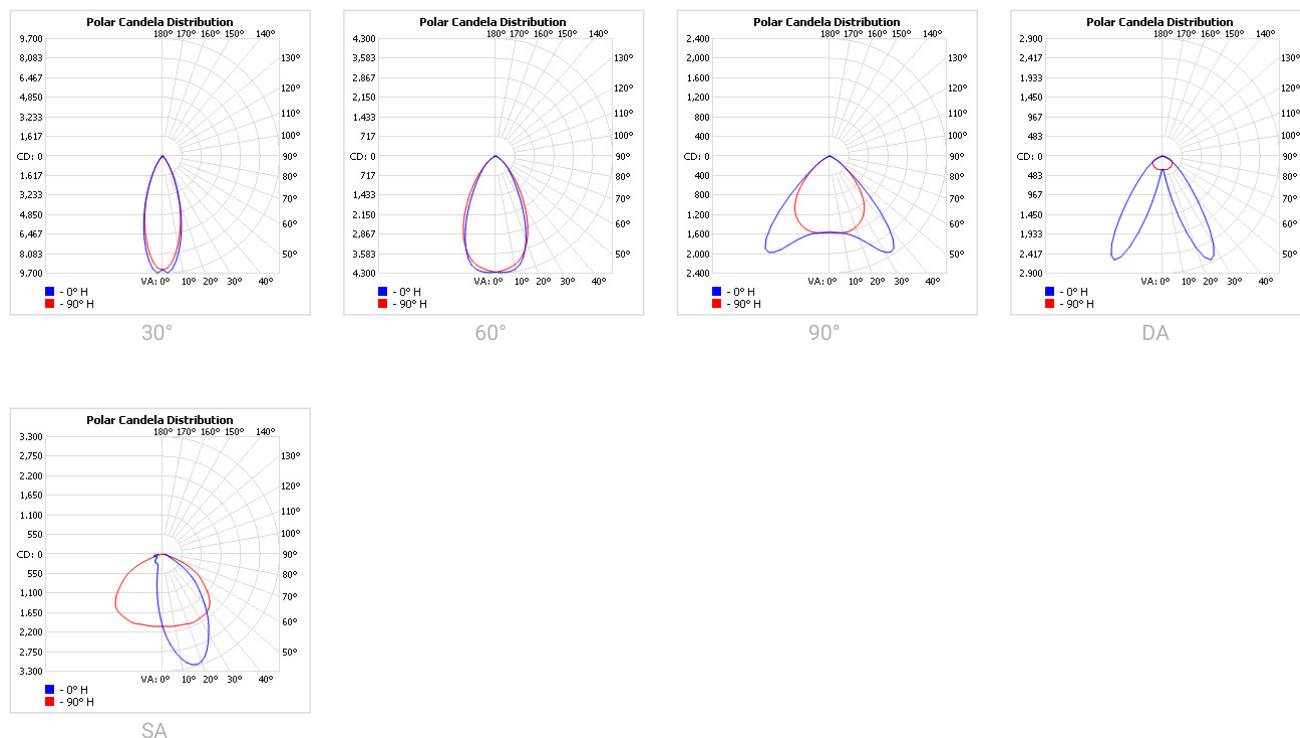 Polar Candela Distribution
180° 170° 160° 150° 140°
9.700
8,083 130°
6.467
4,850 120°
3.233 110°
1,617 100°
CD: 0 90°
1.617 80°
3,233 70°
4,850
6,467 60°
8.083 50°
9.700
VA: 0° 10° 20° 30° 40°
- 0° H
- 90° H
30°
Polar Candela Distribution
180° 170° 160° 150° 140°
4.300
3,583 130°
2.867
2,150 120°
1.433 110°
717 100°
CD: 0 90°
717 80°
1,433 70°
2.150
2,867 60°
3.583 50°
4.300
VA: 0° 10° 20° 30° 40°
- 0° H
- 90° H
60°
Polar Candela Distribution
180° 170° 160° 150° 140°
2.400
2,000 130°
1.600
1,200 120°
800 110°
400 100°
CD: 0 90°
400 80°
800 70°
1.200
1,600 60°
2.000 50°
2.400
VA: 0° 10° 20° 30° 40°
- 0° H
- 90° H
90°
Polar Candela Distribution
180° 170° 160° 150° 140°
2.900
2,417 130°
1.933
1,450 120°
967 110°
483 100°
CD: 0 90°
483 80°
967 70°
1.450
1,933 60°
2.417 50°
2.900
VA: 0° 10° 20° 30° 40°
- 0° H
- 90° H
DA
Polar Candela Distribution
180° 170° 160° 150° 140°
3.300
2,750 130°
2.200
1,650 120°
1.100 110°
550 100°
CD: 0 90°
550 80°
1,100 70°
1.650
2,200 60°
2.750 50°
3.300
VA: 0° 10° 20° 30° 40°
- 0° H
- 90° H
SA